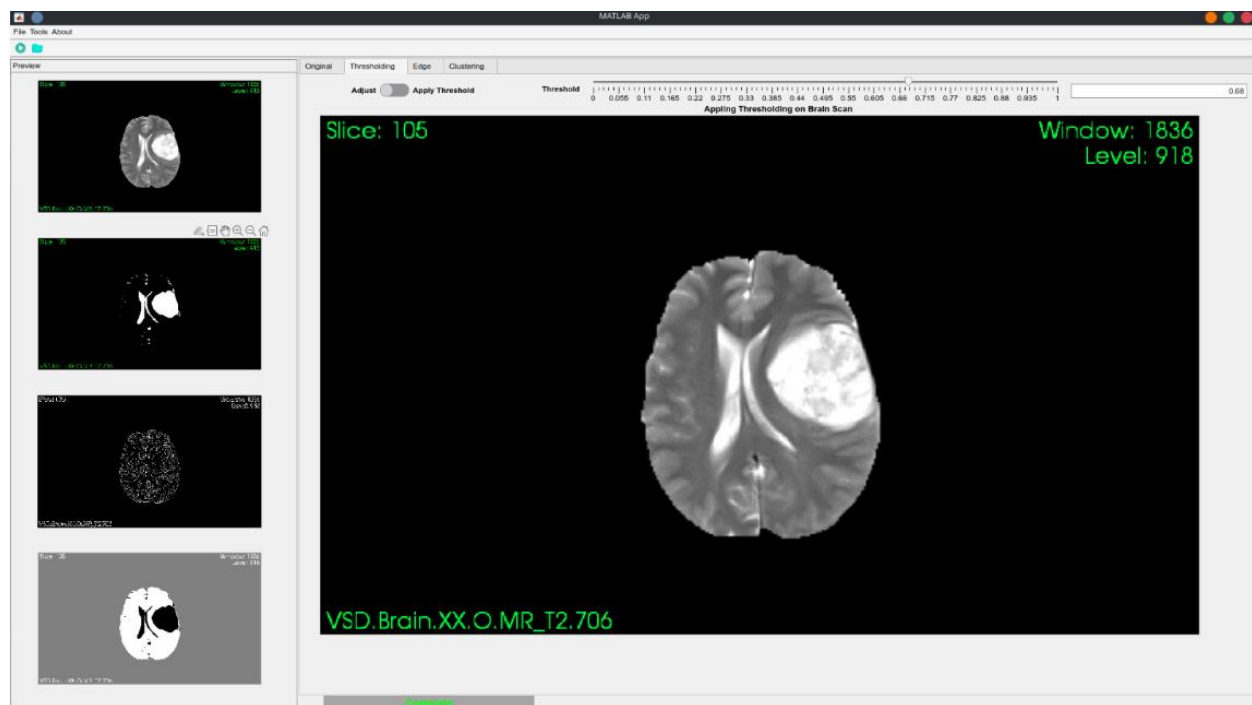 MATLAB App
File Tools About
Preview
Original Thresholding Edge Clustering
Adjust Apply Threshold
Threshold
0 0.055 0.11 0.165 0.22 0.275 0.33 0.385 0.44 0.495 0.55 0.605 0.66 0.715 0.77 0.825 0.88 0.935 1
0.68
Appling Thresholding on Brain Scan
Slice: 105
Window: 1836
Level: 918
VSD.Brain.XX.O.MR_T2.706